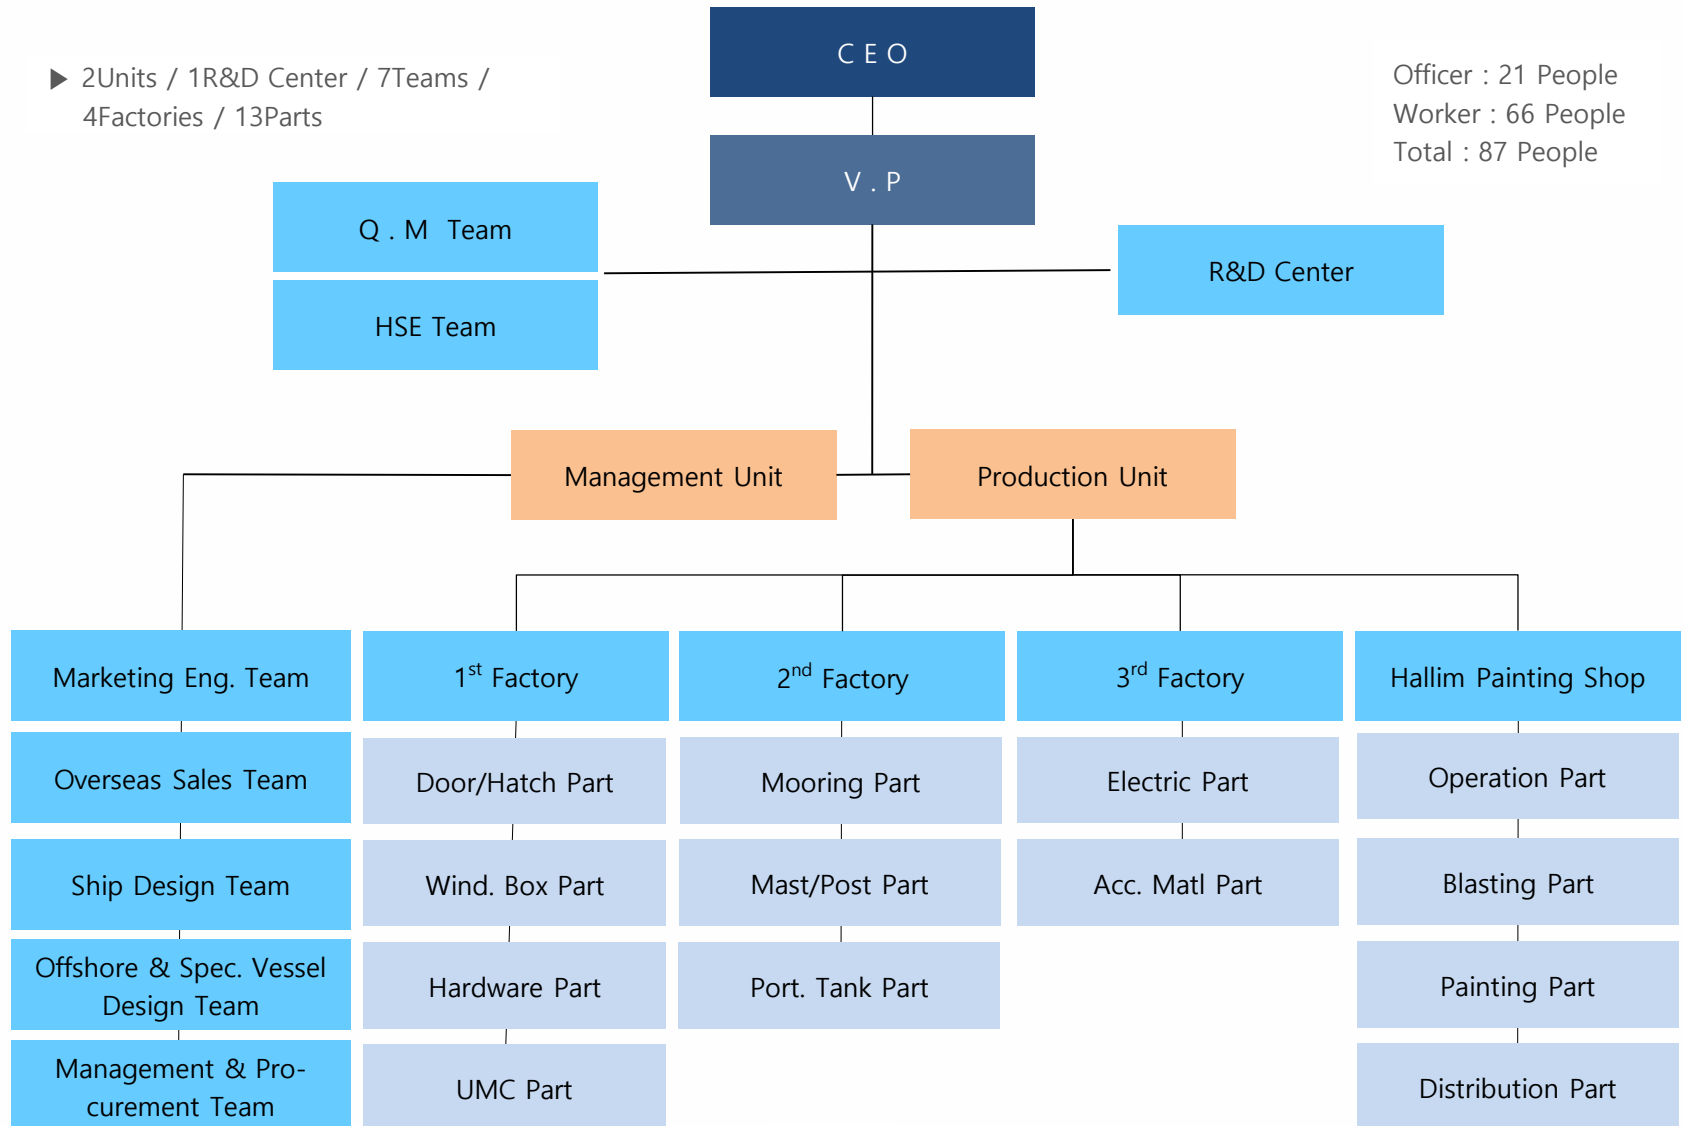 CEO
▶ 2Units / 1R&D Center / 7Teams /
4Factories / 13Parts
Officer : 21 People
Worker : 66 People
Total : 87 People
V . P
Q . M Team
HSE Team
R&D Center
Management Unit
Production Unit
Marketing Eng. Team
Overseas Sales Team
Ship Design Team
Offshore & Spec. Vessel
Design Team
Management & Pro-
curement Team
1st Factory
Door/Hatch Part
Wind. Box Part
Hardware Part
UMC Part
2nd Factory
Mooring Part
Mast/Post Part
Port. Tank Part
3rd Factory
Electric Part
Acc. Matl Part
Hallim Painting Shop
Operation Part
Blasting Part
Painting Part
Distribution Part